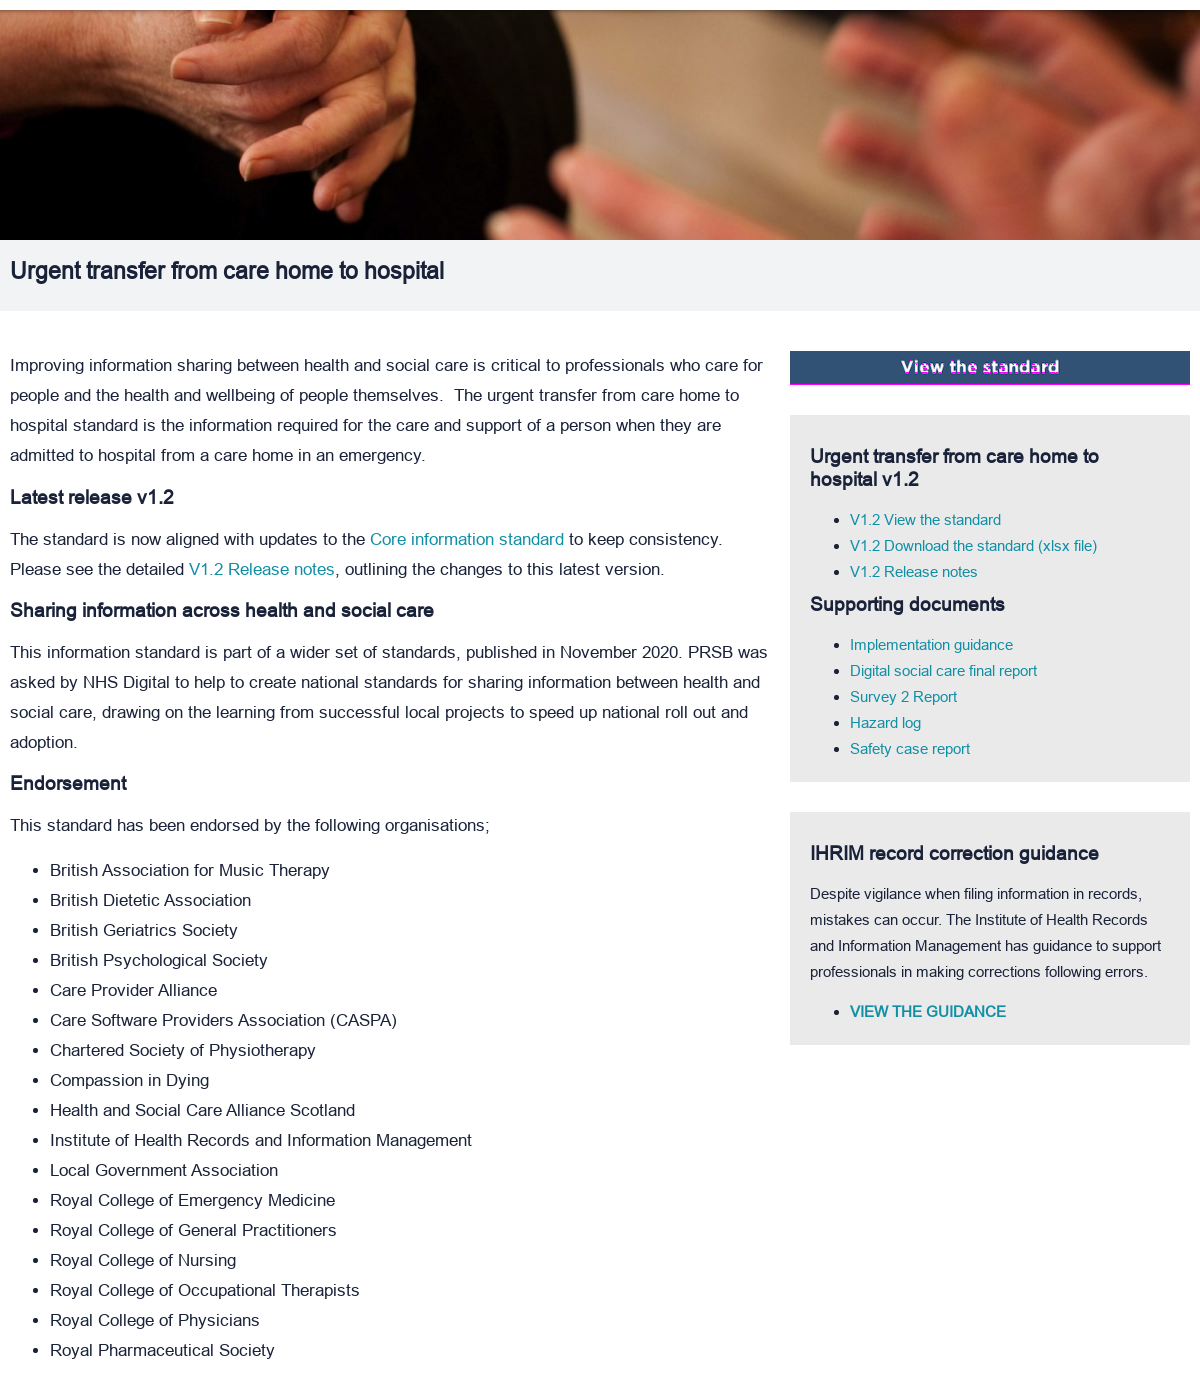 Urgent transfer from care home to hospital
Improving information sharing between health and social care is critical to professionals who care for
people and the health and wellbeing of people themselves.  The urgent transfer from care home to
hospital standard is the information required for the care and support of a person when they are
admitted to hospital from a care home in an emergency.
Latest release v1.2
The standard is now aligned with updates to the Core information standard to keep consistency.
Please see the detailed V1.2 Release notes, outlining the changes to this latest version.
Sharing information across health and social care
This information standard is part of a wider set of standards, published in November 2020. PRSB was
asked by NHS Digital to help to create national standards for sharing information between health and
social care, drawing on the learning from successful local projects to speed up national roll out and
adoption.
Endorsement
This standard has been endorsed by the following organisations;
British Association for Music Therapy
British Dietetic Association
British Geriatrics Society
British Psychological Society
Care Provider Alliance
Care Software Providers Association (CASPA)
Chartered Society of Physiotherapy
Compassion in Dying
Health and Social Care Alliance Scotland
Institute of Health Records and Information Management
Local Government Association
Royal College of Emergency Medicine
Royal College of General Practitioners
Royal College of Nursing
Royal College of Occupational Therapists
Royal College of Physicians
Royal Pharmaceutical Society
View the standard
Urgent transfer from care home to
hospital v1.2
V1.2 View the standard
V1.2 Download the standard (xlsx file)
V1.2 Release notes
Supporting documents
Implementation guidance
Digital social care final report
Survey 2 Report
Hazard log
Safety case report
IHRIM record correction guidance
Despite vigilance when filing information in records,
mistakes can occur. The Institute of Health Records
and Information Management has guidance to support
professionals in making corrections following errors.
VIEW THE GUIDANCE